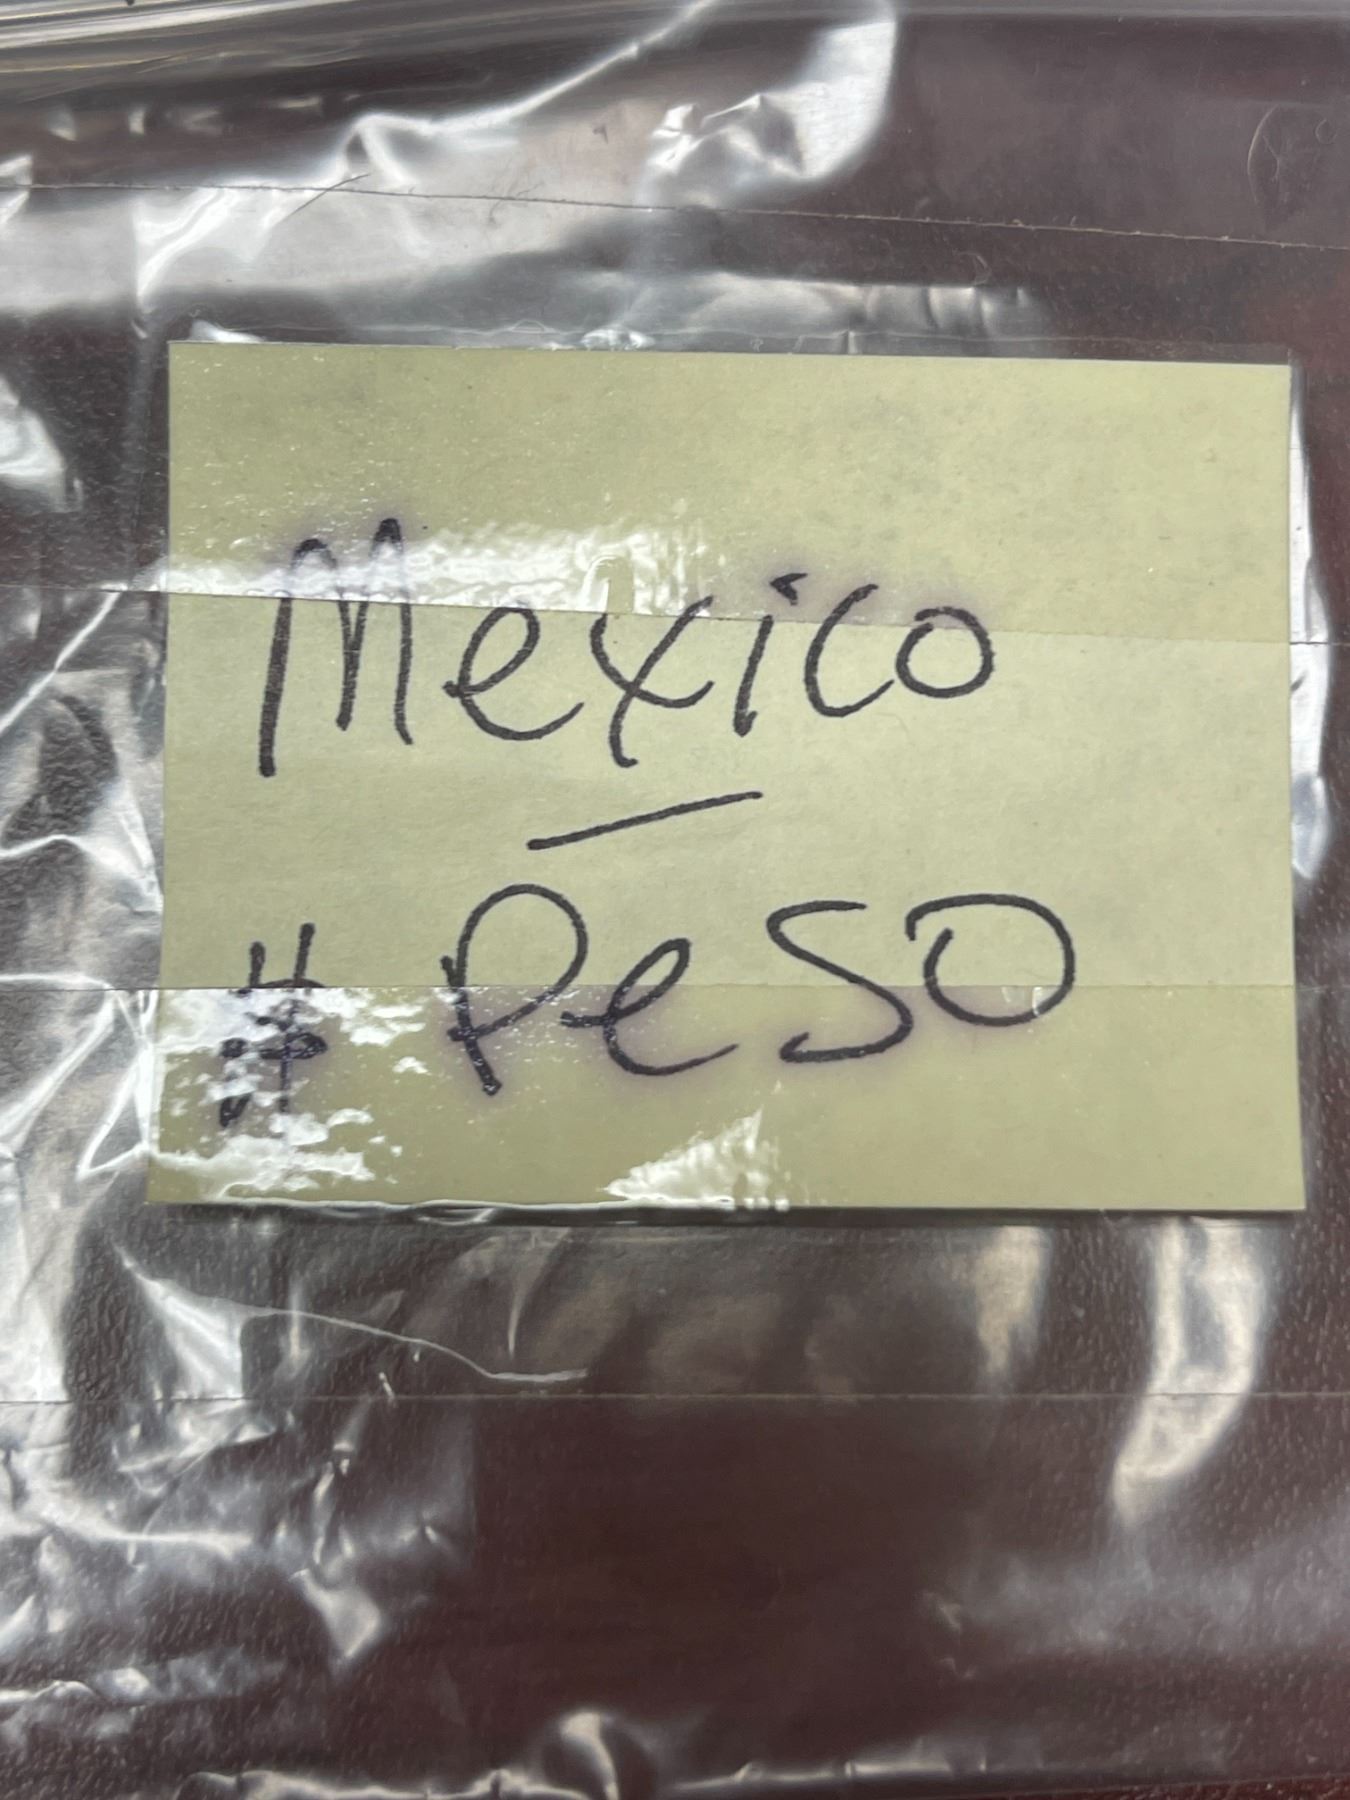 Mexico
—
# Peso